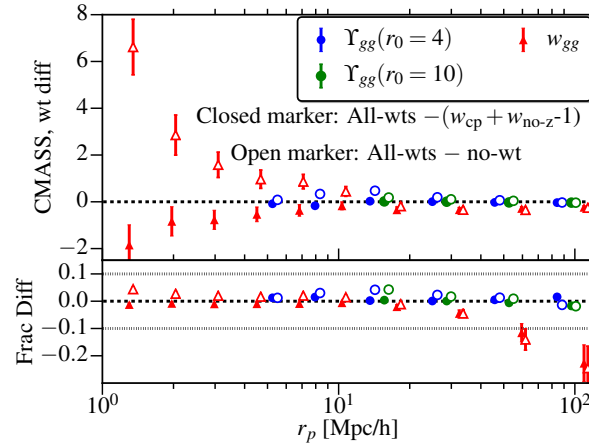 8
6
4
2
0
−2
CMASS, wt diff
Υgg(r0 = 4)
wgg
Υgg(r0 = 10)
Closed marker: All-wts −(wcp + wno-z-1)
Open marker: All-wts − no-wt
0.1
0.0
−0.1
−0.2
Frac Diff
10^0
10^1
10^2
rp [Mpc/h]